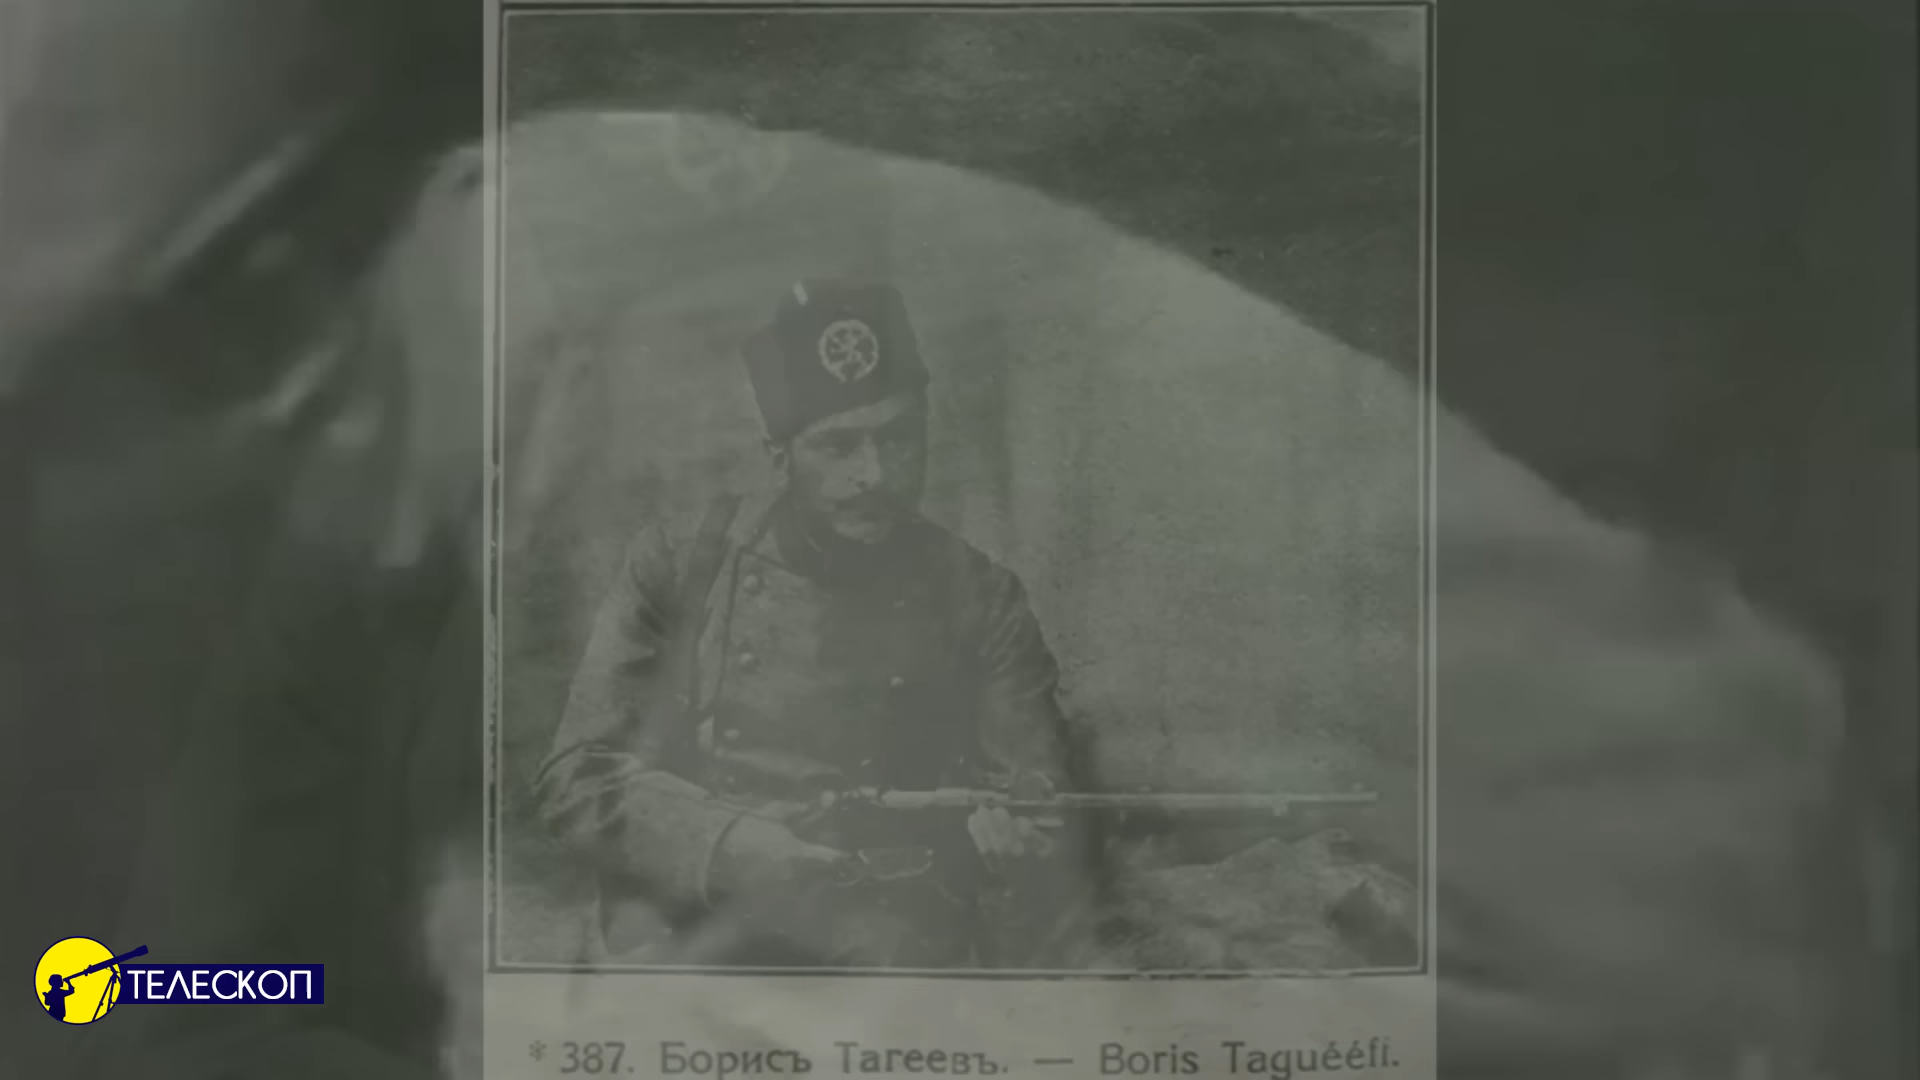 * 387. Борисъ Тагеевъ. — Boris Taguééff.
ТЕЛЕСКОП